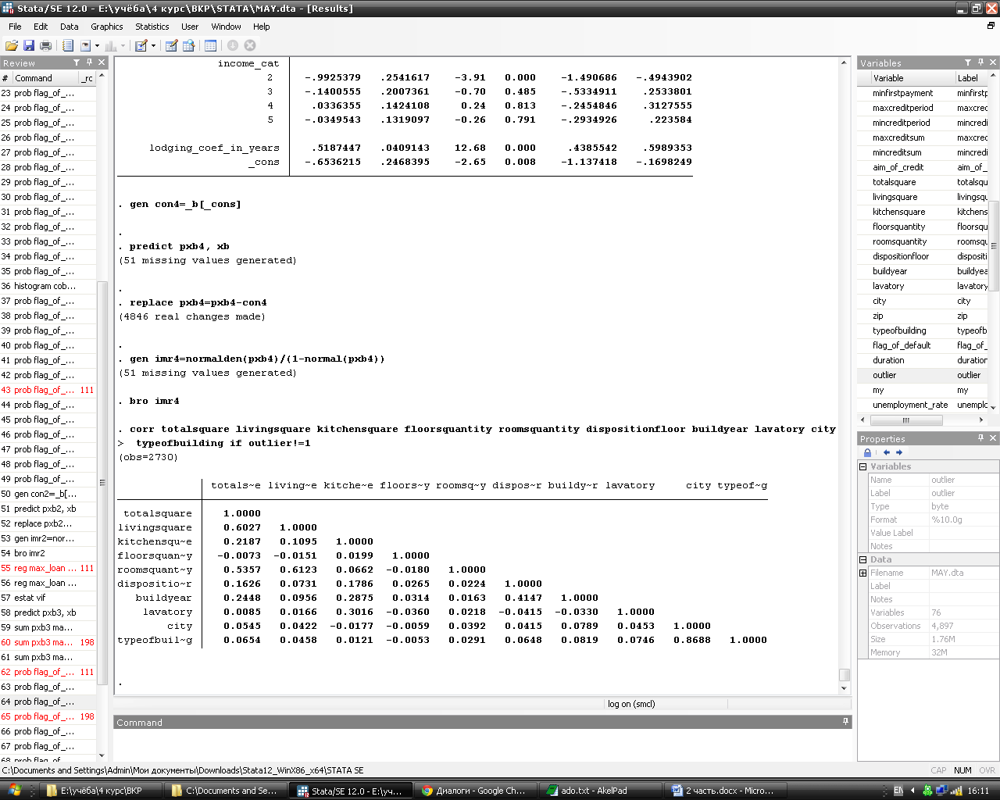 Stata/SE 12.0 - E:\учёба\4 курс\ВКР\STATA\MAY.dta - [Results]
File Edit Data Graphics Statistics User Window Help
Review
# Command _rc
23 prob flag_of_...
24 prob flag_of_...
25 prob flag_of_...
26 prob flag_of_...
27 prob flag_of_...
28 prob flag_of_...
29 prob flag_of_...
30 prob flag_of_...
31 prob flag_of_...
32 prob flag_of_...
33 prob flag_of_...
34 prob flag_of_...
35 prob flag_of_...
36 histogram cob...
37 prob flag_of_...
38 prob flag_of_...
39 prob flag_of_...
40 prob flag_of_...
41 prob flag_of_...
42 prob flag_of_...
43 prob flag_of_... 111
44 prob flag_of_...
45 prob flag_of_...
46 prob flag_of_...
47 prob flag_of_...
48 prob flag_of_...
49 prob flag_of_...
50 gen con2=_b[...
51 predict pxb2, xb
52 replace pxb2...
53 gen imr2=nor...
54 bro imr2
55 reg max_loan ... 111
56 reg max_loan ...
57 estat vif
58 predict pxb3, xb
59 sum pxb3 ma...
60 sum pxb3 ma... 198
61 sum pxb3 ma...
62 prob flag_of_... 111
63 prob flag_of_...
64 prob flag_of_...
65 prob flag_of_... 198
66 prob flag_of_...
67 prob flag_of_...
68 prob flag_of_...
income_cat
2 -.9925379 .2541617 -3.91 0.000 -1.490686 -.4943902
3 -.1400555 .2007361 -0.70 0.485 -.5334911 .2533801
4 .0336355 .1424108 0.24 0.813 -.2454846 .3127555
5 -.0349543 .1319097 -0.26 0.791 -.2934926 .223584
lodging_coef_in_years .5187447 .0409143 12.68 0.000 .4385542 .5989353
_cons -.6536215 .2468395 -2.65 0.008 -1.137418 -.1698249
. gen con4=_b[_cons]
.
. predict pxb4, xb
(51 missing values generated)
.
. replace pxb4=pxb4-con4
(4846 real changes made)
.
. gen imr4=normalden(pxb4)/(1-normal(pxb4))
(51 missing values generated)
. bro imr4
. corr totalsquare livingsquare kitchensquare floorsquantity roomsquantity dispositionfloor buildyear lavatory city
> typeofbuilding if outlier!=1
(obs=2730)
totals~e living~e kitche~e floors~y roomsq~y dispos~r buildy~r lavatory city typeof~g
totalsquare 1.0000
livingsquare 0.6027 1.0000
kitchensqu~e 0.2187 0.1095 1.0000
floorsquan~y -0.0073 -0.0151 0.0199 1.0000
roomsquant~y 0.5357 0.6123 0.0662 -0.0180 1.0000
dispositio~r 0.1626 0.0731 0.1786 0.0265 0.0224 1.0000
buildyear 0.2448 0.0956 0.2875 0.0314 0.0163 0.4147 1.0000
lavatory 0.0085 0.0166 0.3016 -0.0360 0.0218 -0.0415 -0.0330 1.0000
city 0.0545 0.0422 -0.0177 -0.0059 0.0392 0.0415 0.0789 0.0453 1.0000
typeofbuil~g 0.0654 0.0458 0.0121 -0.0053 0.0291 0.0648 0.0819 0.0746 0.8688 1.0000
.
log on (smcl)
Command
Variables
Variable Label
minfirstpayment minfirst
maxcreditperiod maxcred
mincreditperiod mincredi
maxcreditsum maxcred
mincreditsum mincredi
aim_of_credit aim_of_
totalsquare totalsqu
livingsquare livingsqu
kitchensquare kitchens
floorsquantity floorsqu
roomsquantity roomsqu
dispositionfloor dispositi
buildyear buildyea
lavatory lavatory
city city
zip zip
typeofbuilding typeofb
flag_of_default flag_of_
duration duration
outlier outlier
my my
unemployment_rate unemplo
Properties
Variables
Name outlier
Label outlier
Type byte
Format %10.0g
Value Label
Notes
Data
Filename MAY.dta
Label
Notes
Variables 76
Observations 4,897
Size 1.76M
Memory 32M
C:\Documents and Settings\Admin\Мои документы\Downloads\Stata12_WinX86_x64\STATA SE
CAP NUM OVR
E:\учёба\4 курс\ВКР
C:\Documents and Se...
Stata/SE 12.0 - E:\уч...
Диалоги - Google Ch...
ado.txt - AkelPad
2 часть.docx - Micro...
EN 16:11